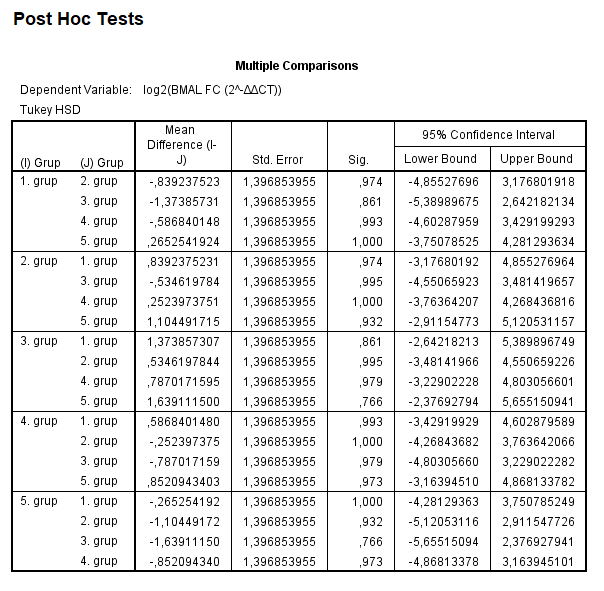 Post Hoc Tests
Multiple Comparisons
Dependent Variable: log2(BMAL FC (2^-ΔΔCT))
Tukey HSD
(I) Grup (J) Grup Mean Difference (I-J) Std. Error Sig. 95% Confidence Interval
Lower Bound Upper Bound
1. grup 2. grup -,839237523 1,396853955 ,974 -4,85527696 3,176801918
3. grup -1,37385731 1,396853955 ,861 -5,38989675 2,642182134
4. grup -,586840148 1,396853955 ,993 -4,60287959 3,429199293
5. grup ,2652541924 1,396853955 1,000 -3,75078525 4,281293634
2. grup 1. grup ,8392375231 1,396853955 ,974 -3,17680192 4,855276964
3. grup -,534619784 1,396853955 ,995 -4,55065923 3,481419657
4. grup ,2523973751 1,396853955 1,000 -3,76364207 4,268436816
5. grup 1,104491715 1,396853955 ,932 -2,91154773 5,120531157
3. grup 1. grup 1,373857307 1,396853955 ,861 -2,64218213 5,389896749
2. grup ,5346197844 1,396853955 ,995 -3,48141966 4,550659226
4. grup ,7870171595 1,396853955 ,979 -3,22902228 4,803056601
5. grup 1,639111500 1,396853955 ,766 -2,37692794 5,655150941
4. grup 1. grup ,5868401480 1,396853955 ,993 -3,42919929 4,602879589
2. grup -,252397375 1,396853955 1,000 -4,26843682 3,763642066
3. grup -,787017159 1,396853955 ,979 -4,80305660 3,229022282
5. grup ,8520943403 1,396853955 ,973 -3,16394510 4,868133782
5. grup 1. grup -,265254192 1,396853955 1,000 -4,28129363 3,750785249
2. grup -1,10449172 1,396853955 ,932 -5,12053116 2,911547726
3. grup -1,63911150 1,396853955 ,766 -5,65515094 2,376927941
4. grup -,852094340 1,396853955 ,973 -4,86813378 3,163945101